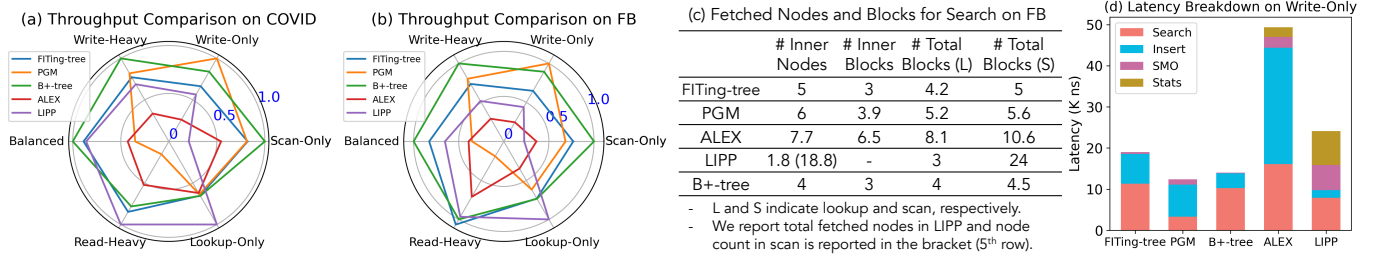 (a) Throughput Comparison on COVID
Write-Heavy
Write-Only
FITing-tree
PGM
B+-tree
ALEX
LIPP
1.0
0.5
0
Balanced
Scan-Only
Read-Heavy
Lookup-Only
(b) Throughput Comparison on FB
Write-Heavy
Write-Only
FITing-tree
PGM
B+-tree
ALEX
LIPP
1.0
0.5
0
Balanced
Scan-Only
Read-Heavy
Lookup-Only
(c) Fetched Nodes and Blocks for Search on FB
# Inner Nodes # Inner Blocks # Total Blocks (L) # Total Blocks (S)
FITing-tree 5 3 4.2 5
PGM 6 3.9 5.2 5.6
ALEX 7.7 6.5 8.1 10.6
LIPP 1.8 (18.8) - 3 24
B+-tree 4 3 4 4.5
- L and S indicate lookup and scan, respectively.
- We report total fetched nodes in LIPP and node
count in scan is reported in the bracket (5th row).
(d) Latency Breakdown on Write-Only
Search
Insert
SMO
Stats
Latency (K ns)
50
40
30
20
10
0
FITing-tree PGM B+-tree ALEX LIPP